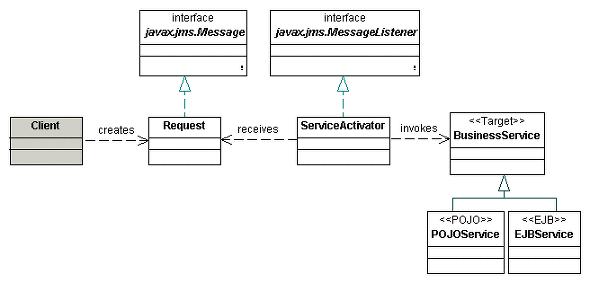 interface
javax.jms.Message
interface
javax.jms.MessageListener
Client
creates
Request
receives
ServiceActivator
invokes
<<Target>>
BusinessService
<<POJO>>
POJOService
<<EJB>>
EJBService